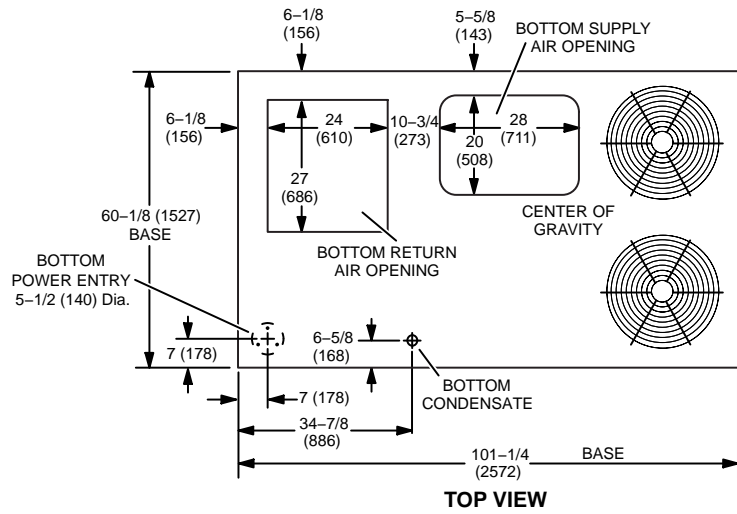 6–1/8
(156)
5–5/8
(143)
BOTTOM SUPPLY
AIR OPENING
6–1/8
(156)
24
(610)
10–3/4
(273)
28
(711)
20
(508)
27
(686)
60–1/8 (1527)
BASE
CENTER OF
GRAVITY
BOTTOM RETURN
AIR OPENING
BOTTOM
POWER ENTRY
5–1/2 (140) Dia.
7 (178)
6–5/8
(168)
7 (178)
BOTTOM
CONDENSATE
34–7/8
(886)
101–1/4
(2572)
BASE
TOP VIEW